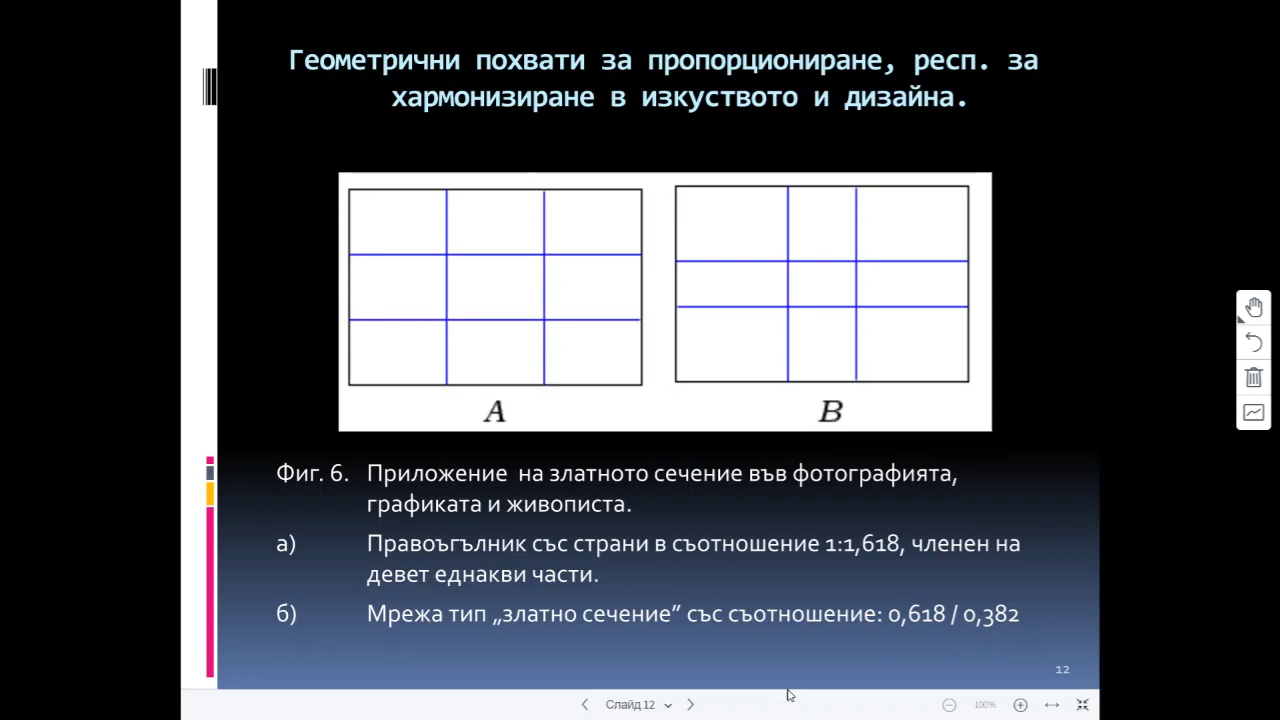 Геометрични похвати за пропорциониране, респ. за
хармонизиране в изкуството и дизайна.
A
B
Фиг. 6. Приложение на златното сечение във фотографията,
графиката и живописта.
а) Правоъгълник със страни в съотношение 1:1,618, членен на
девет еднакви части.
б) Мрежа тип „златно сечение” със съотношение: 0,618 / 0,382
12
Слайд 12
100%